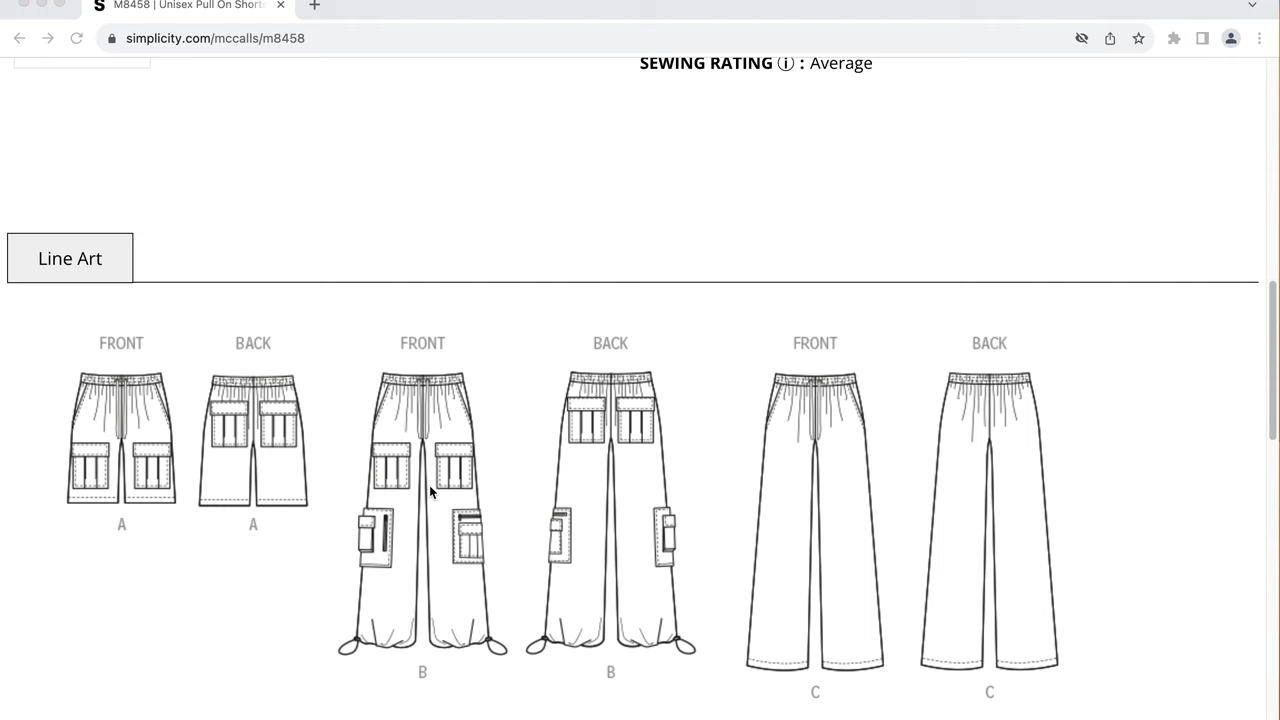 M8458 | Unisex Pull On Shorts
simplicity.com/mccalls/m8458
SEWING RATING ⓘ : Average
Line Art
FRONT BACK FRONT BACK FRONT BACK
A A B B C C